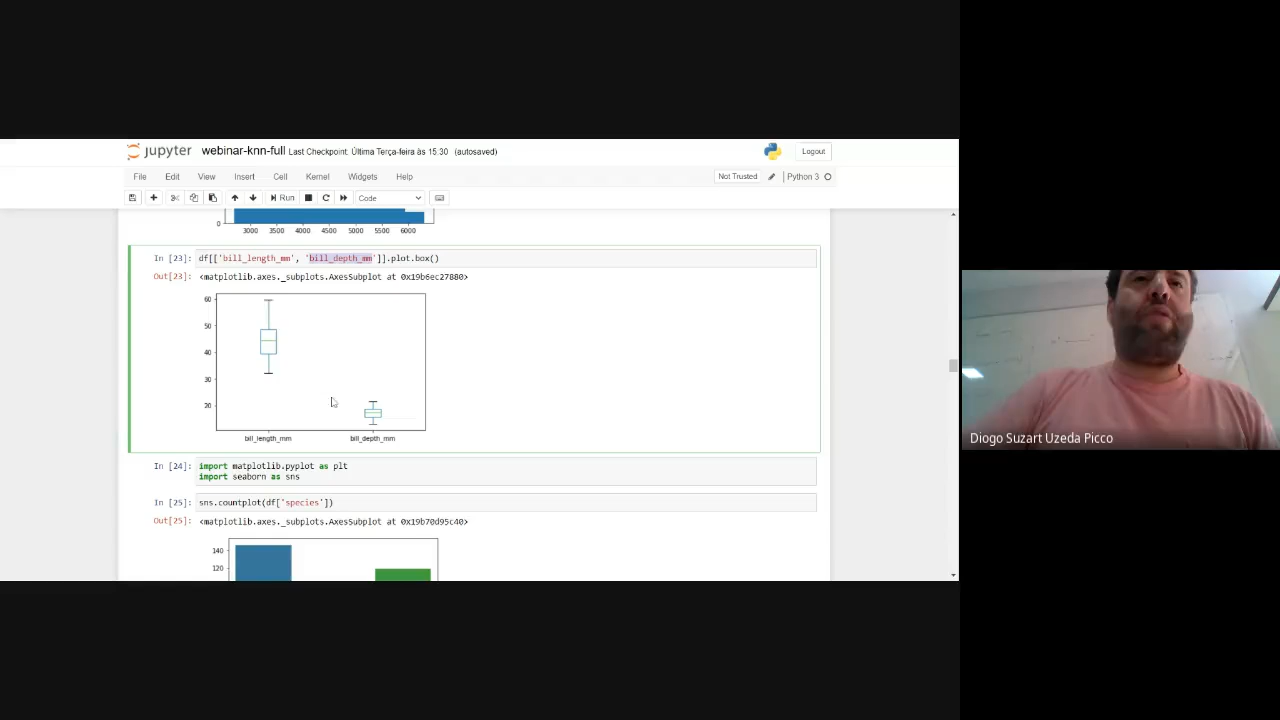 jupyter webinar-knn-full Last Checkpoint: Última Terça-feira às 15:30 (autosaved) Logout
File Edit View Insert Cell Kernel Widgets Help Not Trusted Python 3
Run Code
0
3000 3500 4000 4500 5000 5500 6000
In [23]: df[['bill_length_mm', 'bill_depth_mm']].plot.box()
Out[23]: <matplotlib.axes._subplots.AxesSubplot at 0x19b6ec27880>
60
50
40
30
20
bill_length_mm bill_depth_mm
In [24]: import matplotlib.pyplot as plt
import seaborn as sns
In [25]: sns.countplot(df['species'])
Out[25]: <matplotlib.axes._subplots.AxesSubplot at 0x19b70d95c40>
140
120
Diogo Suzart Uzeda Picco